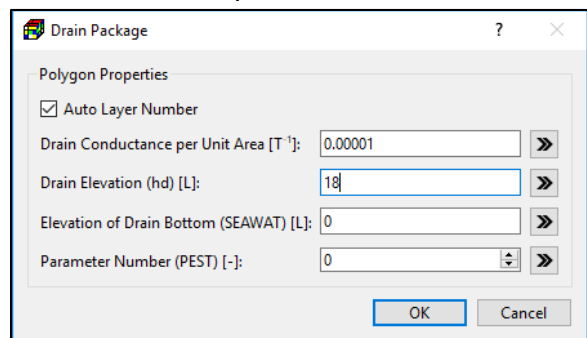 Drain Package ?
Polygon Properties
Auto Layer Number
Drain Conductance per Unit Area [T⁻¹]: 0.00001
Drain Elevation (hd) [L]: 18
Elevation of Drain Bottom (SEAWAT) [L]: 0
Parameter Number (PEST) [-]: 0
OK Cancel